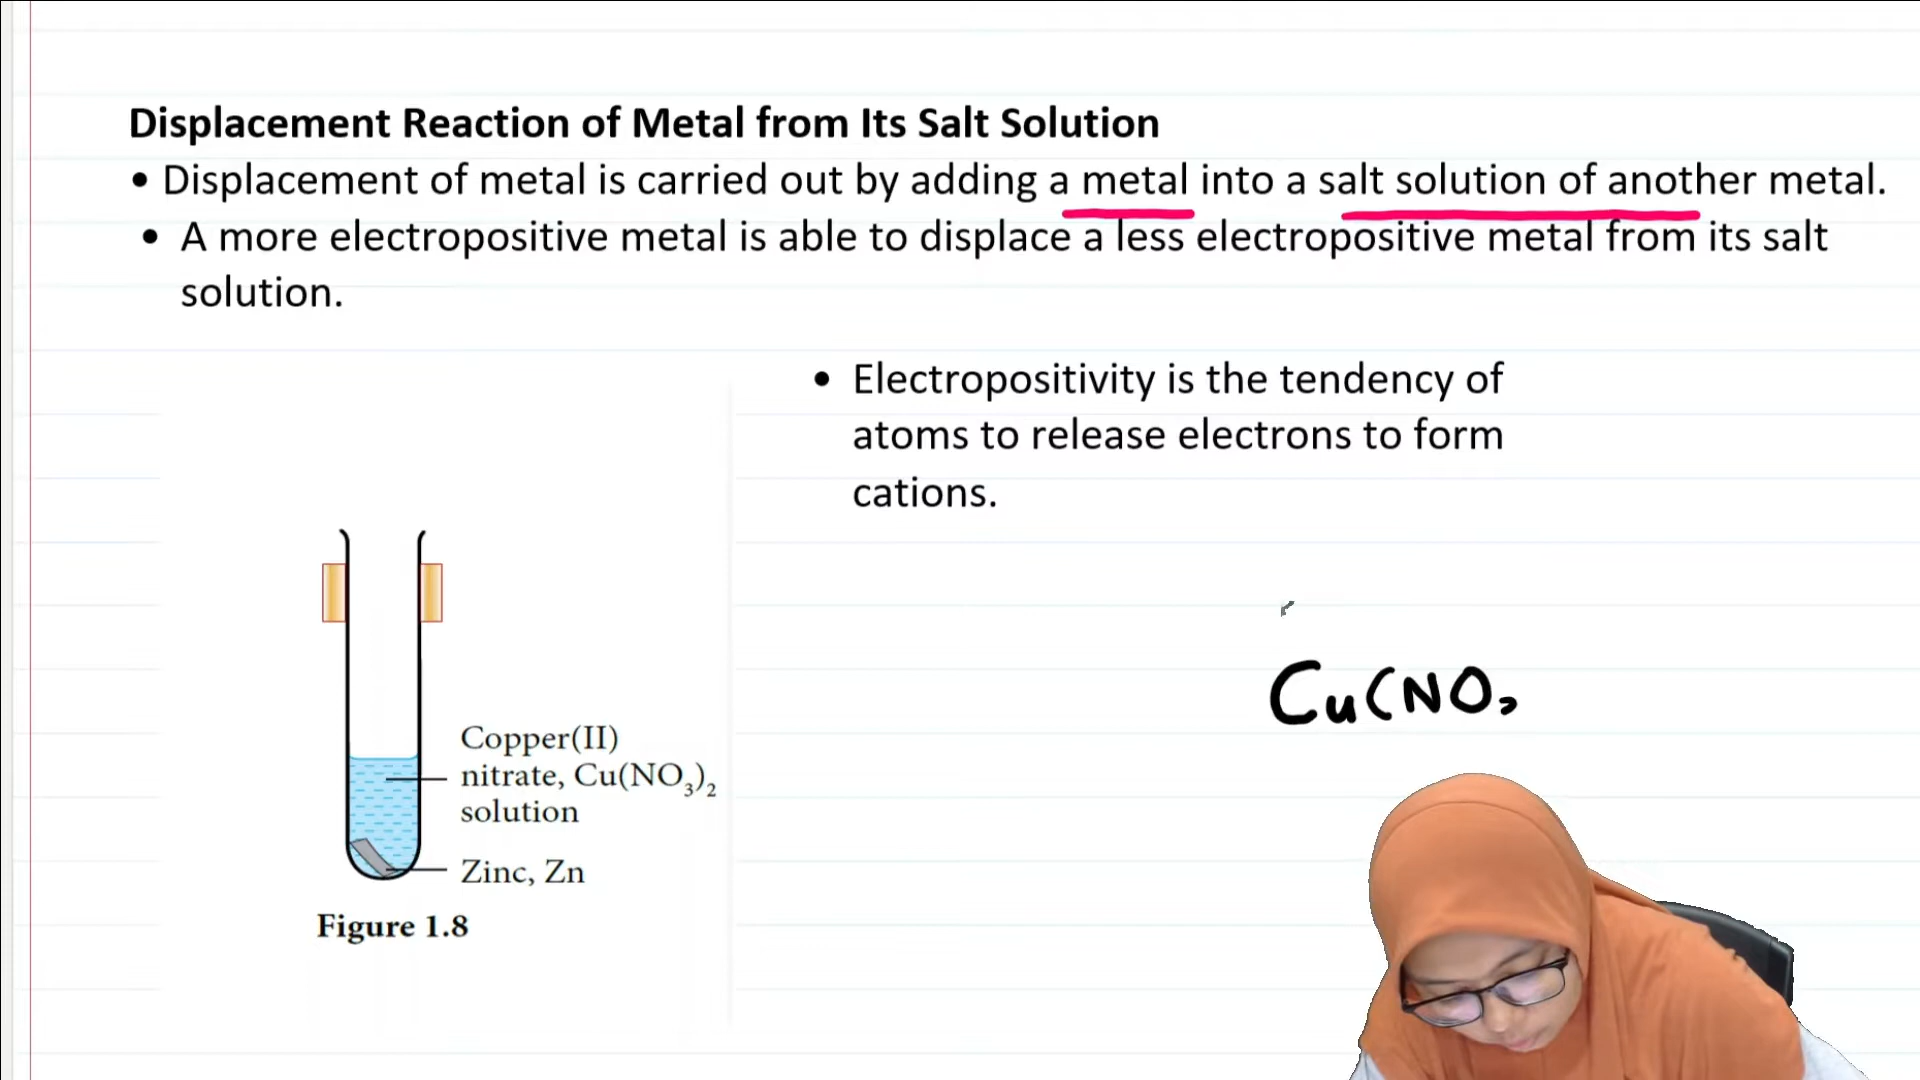 Displacement Reaction of Metal from Its Salt Solution
• Displacement of metal is carried out by adding a metal into a salt solution of another metal.
• A more electropositive metal is able to displace a less electropositive metal from its salt
solution.
• Electropositivity is the tendency of
atoms to release electrons to form
cations.
Cu(NO,
Copper(II)
nitrate, Cu(NO₃)₂
solution
Zinc, Zn
Figure 1.8